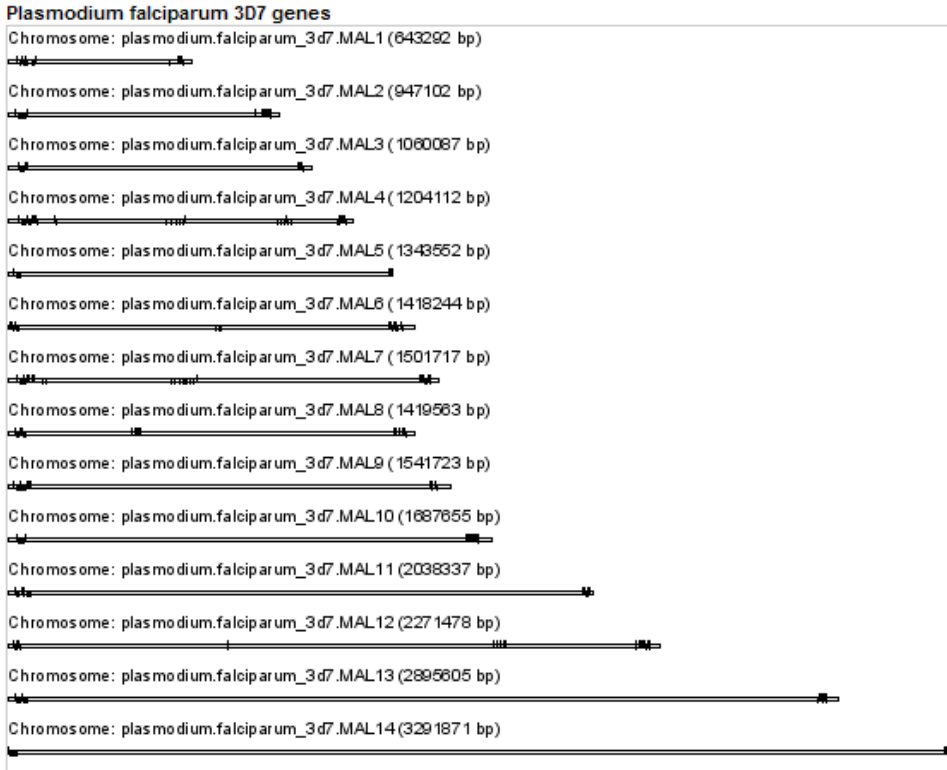 Plasmodium falciparum 3D7 genes
Chromosome: plasmodium.falciparum_3d7.MAL1 (643292 bp)
Chromosome: plasmodium.falciparum_3d7.MAL2 (947102 bp)
Chromosome: plasmodium.falciparum_3d7.MAL3 (1060087 bp)
Chromosome: plasmodium.falciparum_3d7.MAL4 (1204112 bp)
Chromosome: plasmodium.falciparum_3d7.MAL5 (1343552 bp)
Chromosome: plasmodium.falciparum_3d7.MAL6 (1418244 bp)
Chromosome: plasmodium.falciparum_3d7.MAL7 (1501717 bp)
Chromosome: plasmodium.falciparum_3d7.MAL8 (1419563 bp)
Chromosome: plasmodium.falciparum_3d7.MAL9 (1541723 bp)
Chromosome: plasmodium.falciparum_3d7.MAL10 (1687655 bp)
Chromosome: plasmodium.falciparum_3d7.MAL11 (2038337 bp)
Chromosome: plasmodium.falciparum_3d7.MAL12 (2271478 bp)
Chromosome: plasmodium.falciparum_3d7.MAL13 (2895605 bp)
Chromosome: plasmodium.falciparum_3d7.MAL14 (3291871 bp)